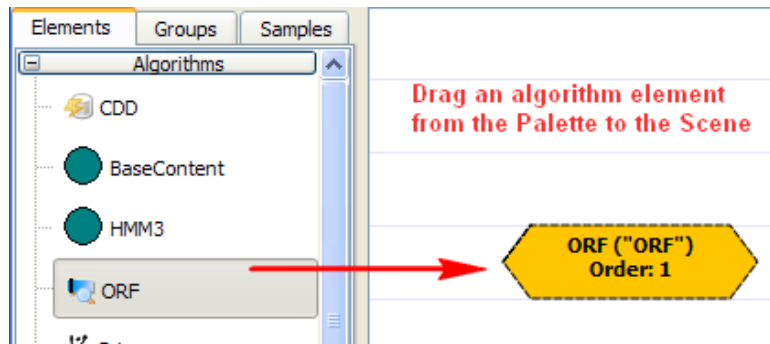 Elements Groups Samples
Algorithms
CDD
BaseContent
HMM3
ORF
Drag an algorithm element
from the Palette to the Scene
ORF ("ORF")
Order: 1